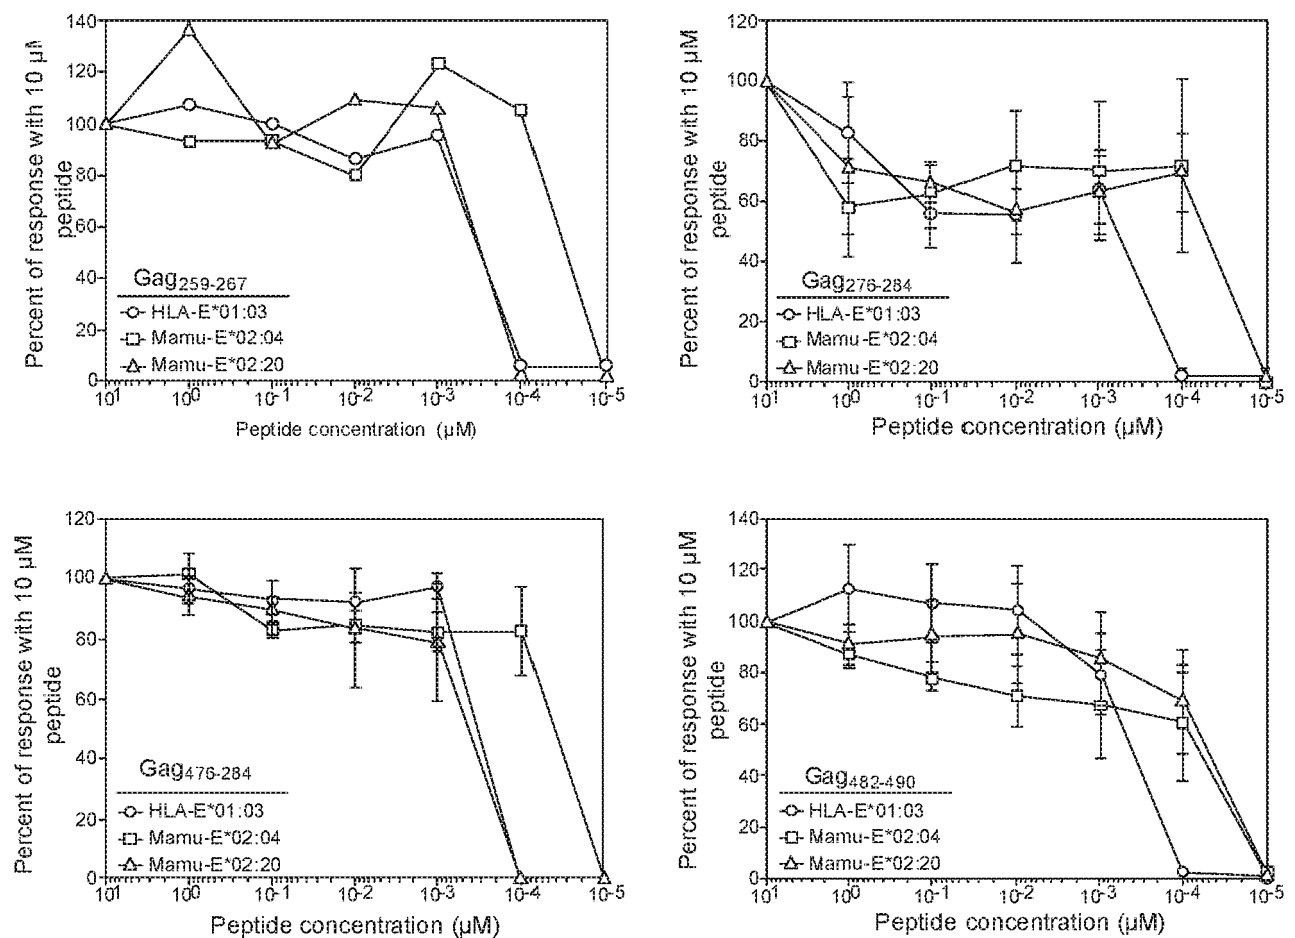 Percent of response with 10 μM
peptide
140
120
100
80
60
40
20
0
Gag259-267
HLA-E*01:03
Mamu-E*02:04
Mamu-E*02:20
10¹ 10⁰ 10⁻¹ 10⁻² 10⁻³ 10⁻⁴ 10⁻⁵
Peptide concentration (μM)
Percent of response with 10 μM
peptide
120
100
80
60
40
20
0
Gag276-284
HLA-E*01:03
Mamu-E*02:04
Mamu-E*02:20
10¹ 10⁰ 10⁻¹ 10⁻² 10⁻³ 10⁻⁴ 10⁻⁵
Peptide concentration (μM)
Percent of response with 10 μM
peptide
120
100
80
60
40
20
0
Gag476-284
HLA-E*01:03
Mamu-E*02:04
Mamu-E*02:20
10¹ 10⁰ 10⁻¹ 10⁻² 10⁻³ 10⁻⁴ 10⁻⁵
Peptide concentration (μM)
Percent of response with 10 μM
peptide
140
120
100
80
60
40
20
0
Gag482-490
HLA-E*01:03
Mamu-E*02:04
Mamu-E*02:20
10¹ 10⁰ 10⁻¹ 10⁻² 10⁻³ 10⁻⁴ 10⁻⁵
Peptide concentration (μM)